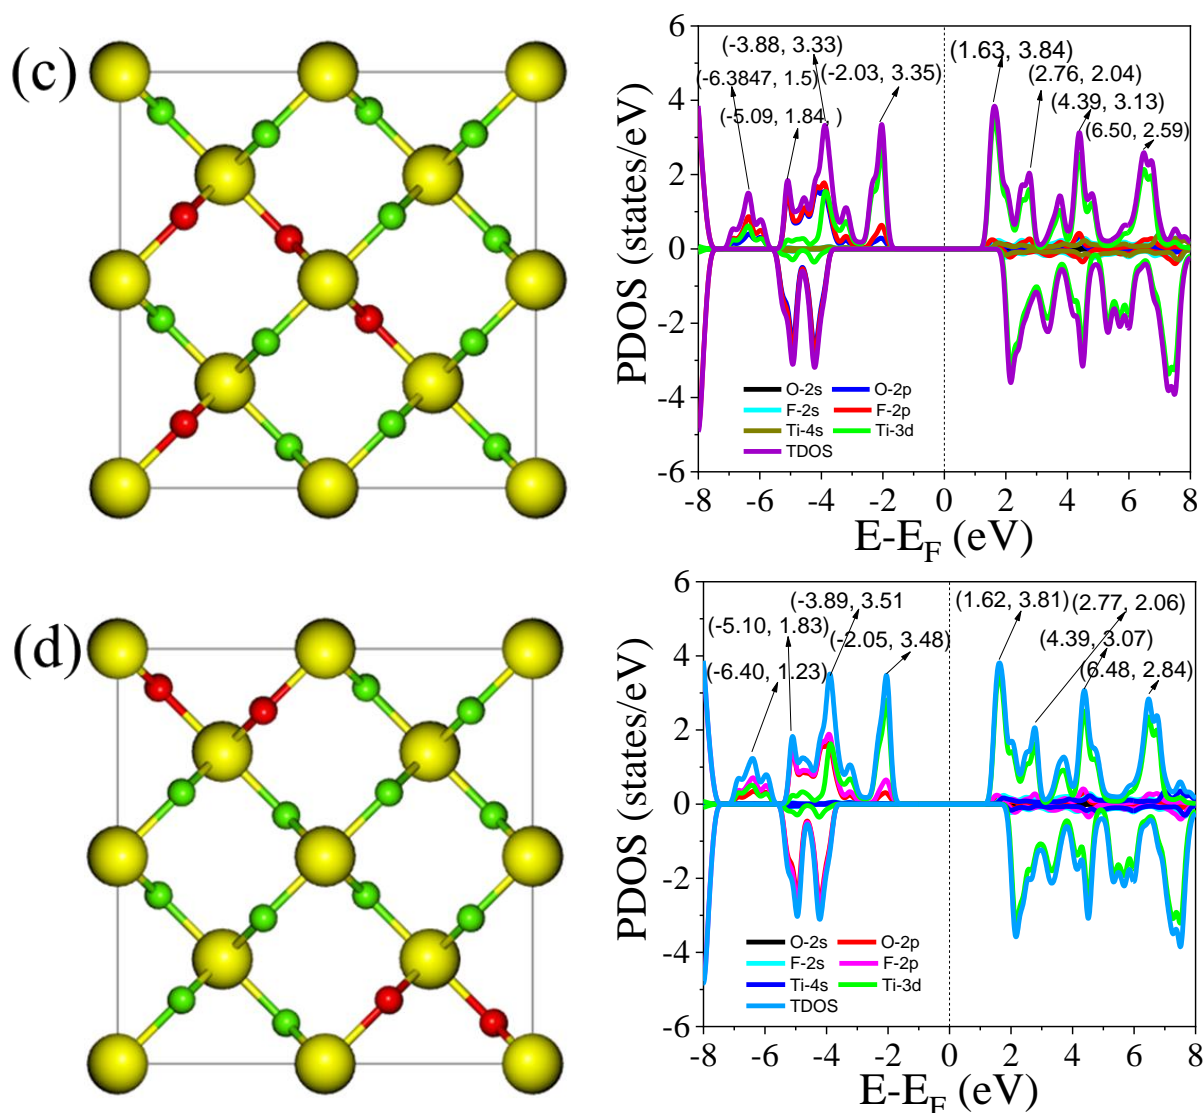 (c)
6
4
2
0
-2
-4
-6
PDOS (states/eV)
(-3.88, 3.33)
(-6.3847, 1.5)
(-2.03, 3.35)
(-5.09, 1.84, )
(1.63, 3.84)
(2.76, 2.04)
(4.39, 3.13)
(6.50, 2.59)
O-2s O-2p
F-2s F-2p
Ti-4s Ti-3d
TDOS
-8 -6 -4 -2 0 2 4 6 8
E-E_F (eV)
(d)
6
4
2
0
-2
-4
-6
PDOS (states/eV)
(-3.89, 3.51
(-5.10, 1.83)
(-2.05, 3.48)
(-6.40, 1.23)
(1.62, 3.81)
(2.77, 2.06)
(4.39, 3.07)
(6.48, 2.84)
O-2s O-2p
F-2s F-2p
Ti-4s Ti-3d
TDOS
-8 -6 -4 -2 0 2 4 6 8
E-E_F (eV)